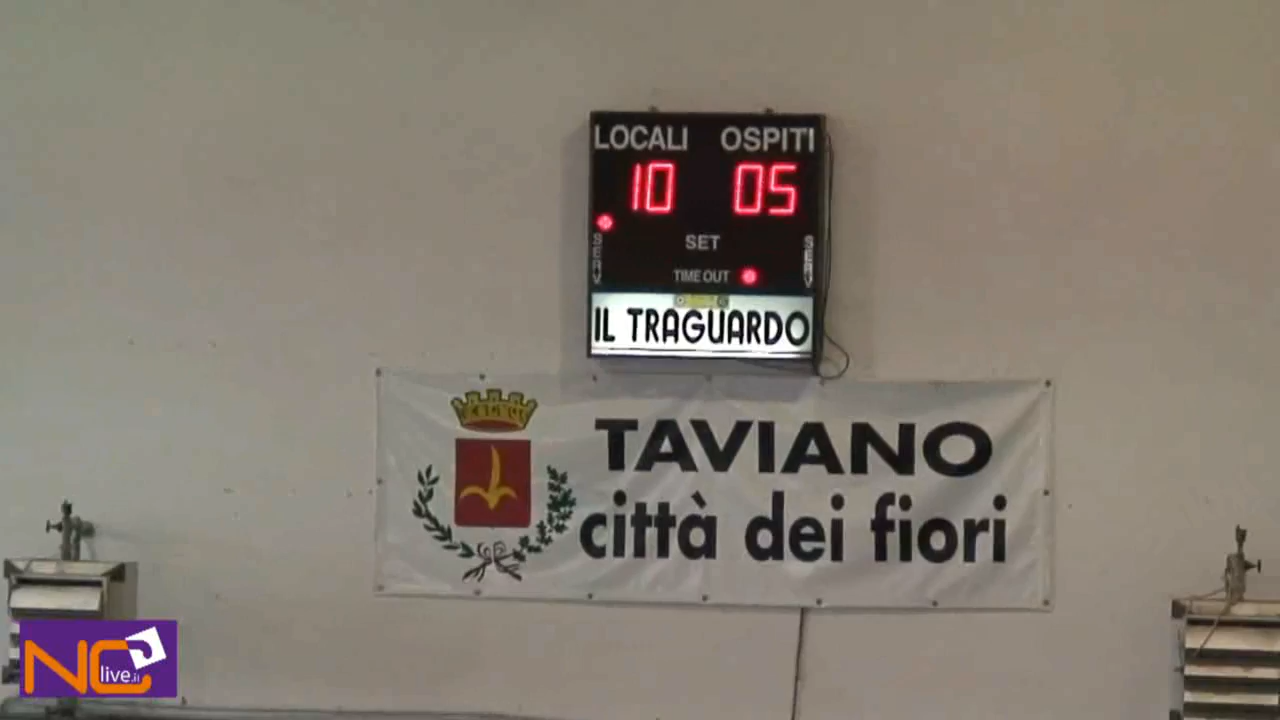 LOCALI OSPITI
10 05
SERV SET SERV
TIME OUT
IL TRAGUARDO
TAVIANO
città dei fiori
NC
live.it